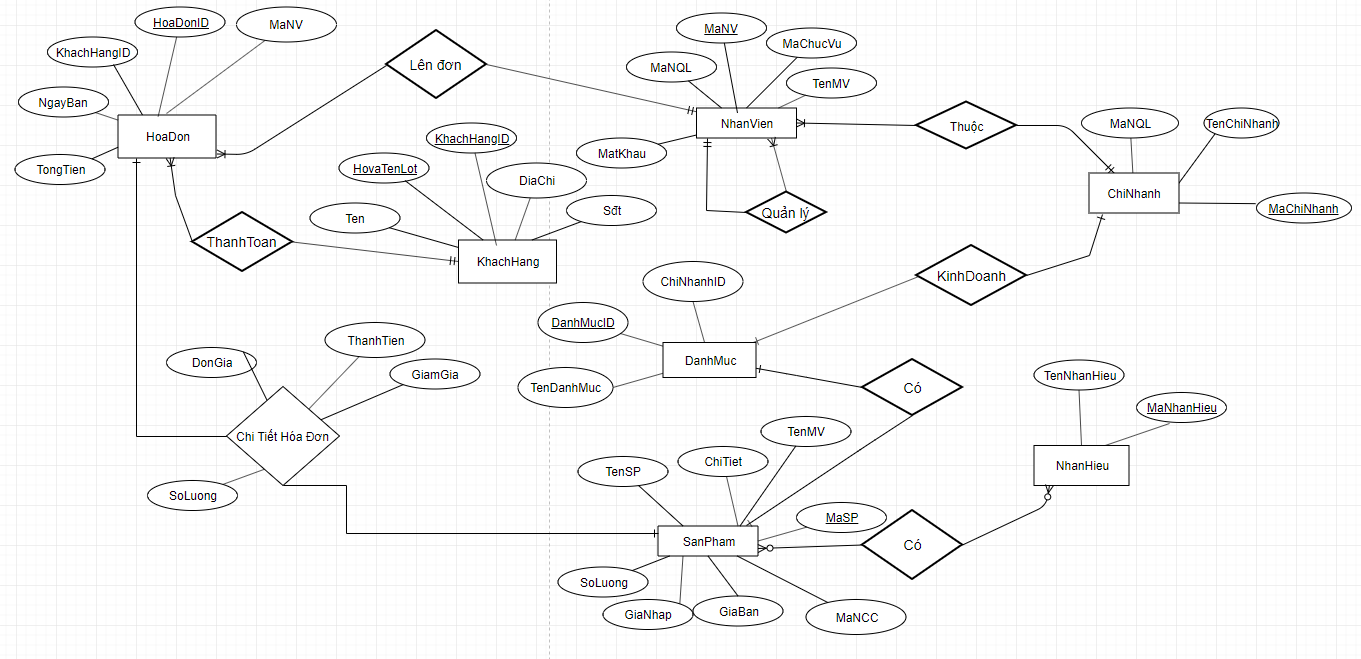 HoaDonID
MaNV
KhachHangID
NgayBan
HoaDon
TongTien
Lên đơn
MaNV
MaChucVu
MaNQL
TenMV
NhanVien
MatKhau
Thuộc
MaNQL
TenChiNhanh
ChiNhanh
MaChiNhanh
Quản lý
KhachHangID
HovaTenLot
DiaChi
Ten
Sđt
ThanhToan
KhachHang
KinhDoanh
ChiNhanhID
DanhMucID
DanhMuc
TenDanhMuc
Có
ThanhTien
DonGia
GiamGia
Chi Tiết Hóa Đơn
SoLuong
TenNhanHieu
MaNhanHieu
NhanHieu
TenMV
ChiTiet
TenSP
MaSP
SanPham
Có
SoLuong
GiaNhap
GiaBan
MaNCC